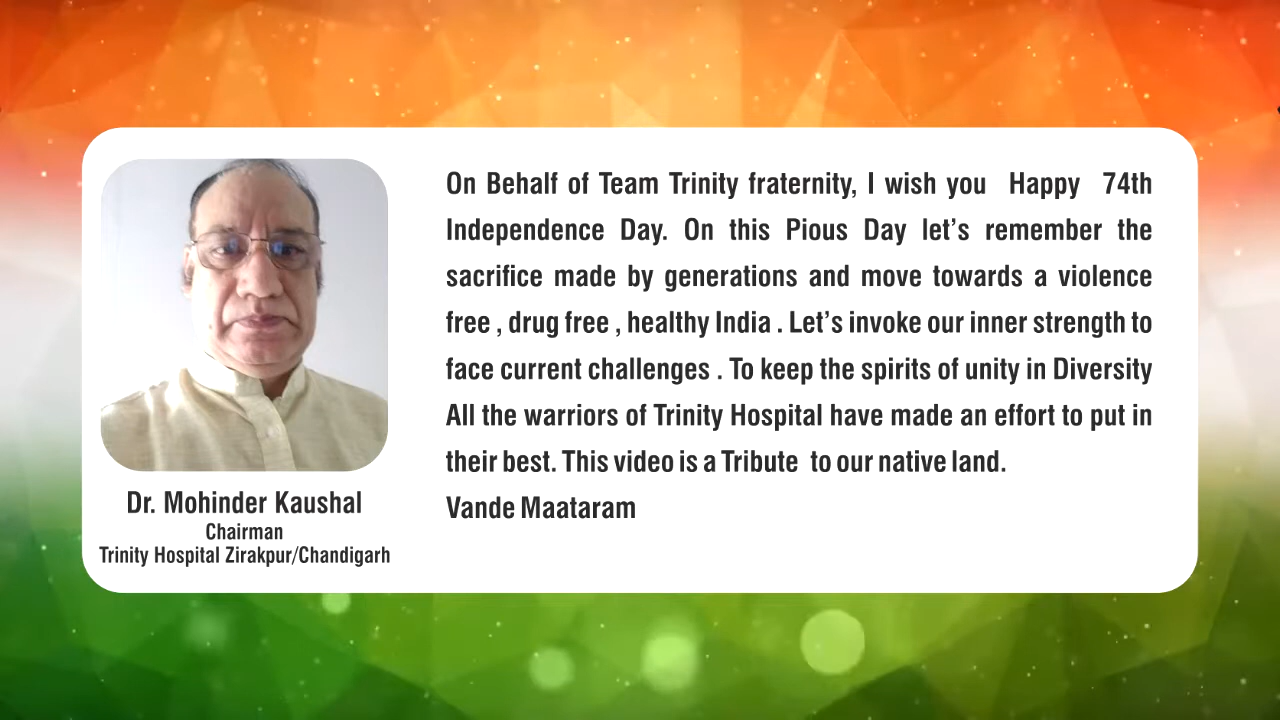 On Behalf of Team Trinity fraternity, I wish you Happy 74th
Independence Day. On this Pious Day let's remember the
sacrifice made by generations and move towards a violence
free , drug free , healthy India . Let's invoke our inner strength to
face current challenges . To keep the spirits of unity in Diversity
All the warriors of Trinity Hospital have made an effort to put in
their best. This video is a Tribute to our native land.
Vande Maataram
Dr. Mohinder Kaushal
Chairman
Trinity Hospital Zirakpur/Chandigarh